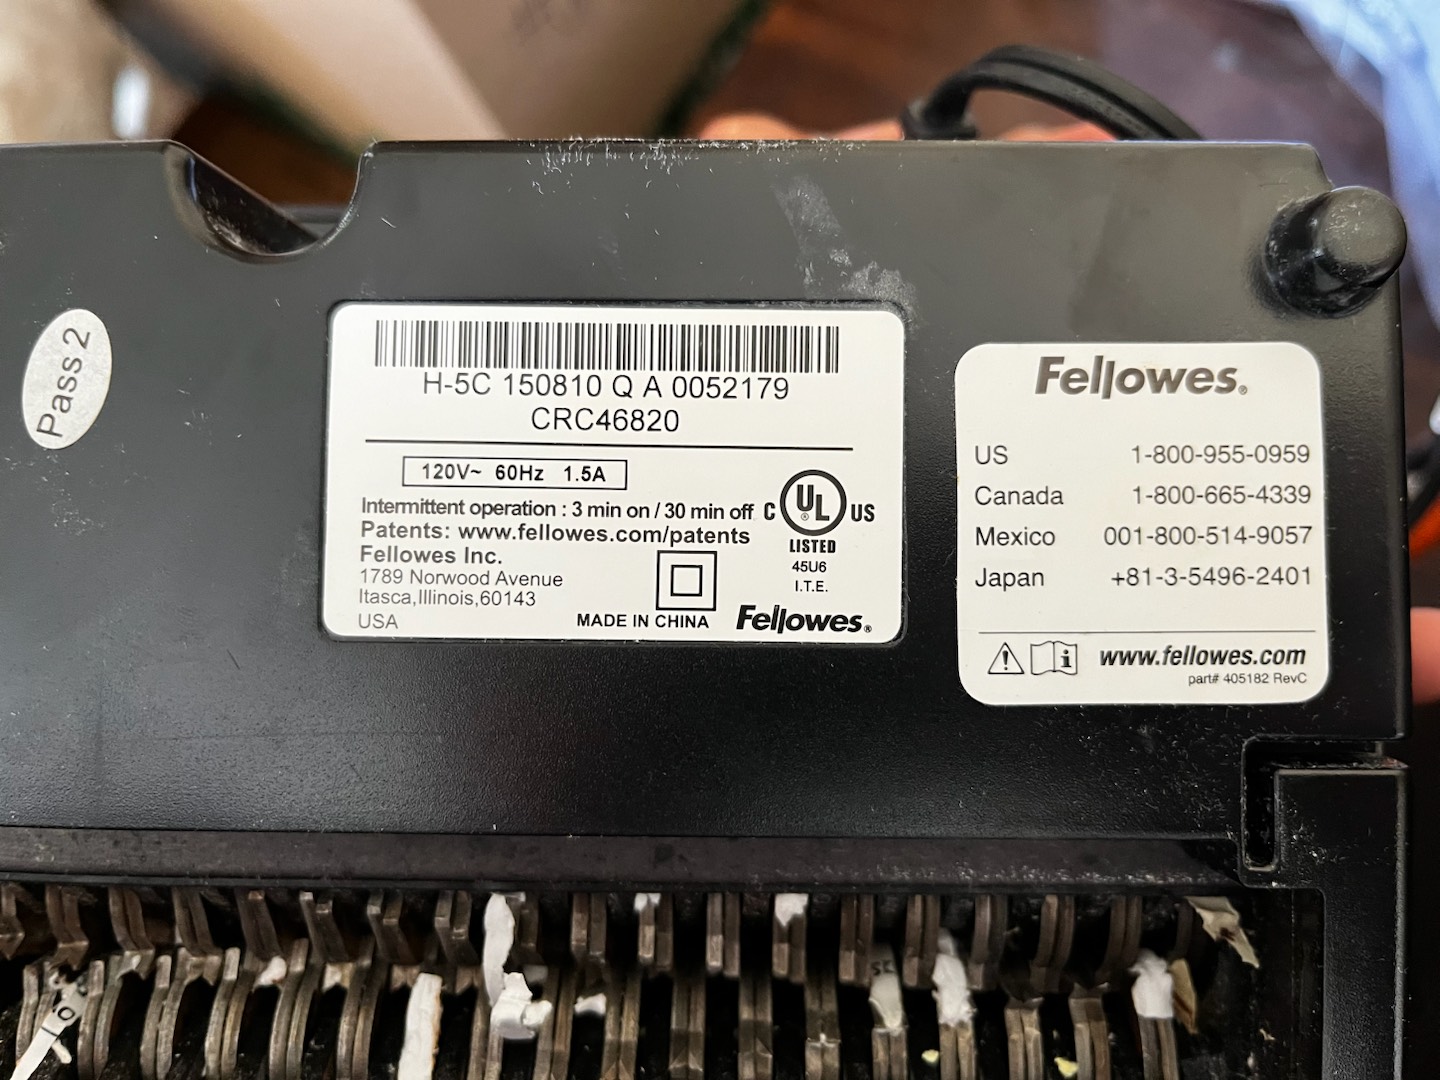 Pass 2
H-5C 150810 Q A 0052179
CRC46820
120V~ 60Hz 1.5A
Intermittent operation : 3 min on / 30 min off
Patents: www.fellowes.com/patents
Fellowes Inc.
1789 Norwood Avenue
Itasca,Illinois,60143
USA
MADE IN CHINA
C UL® US
LISTED
45U6
I.T.E.
Fellowes®
Fellowes®
US 1-800-955-0959
Canada 1-800-665-4339
Mexico 001-800-514-9057
Japan +81-3-5496-2401
www.fellowes.com
part# 405182 RevC